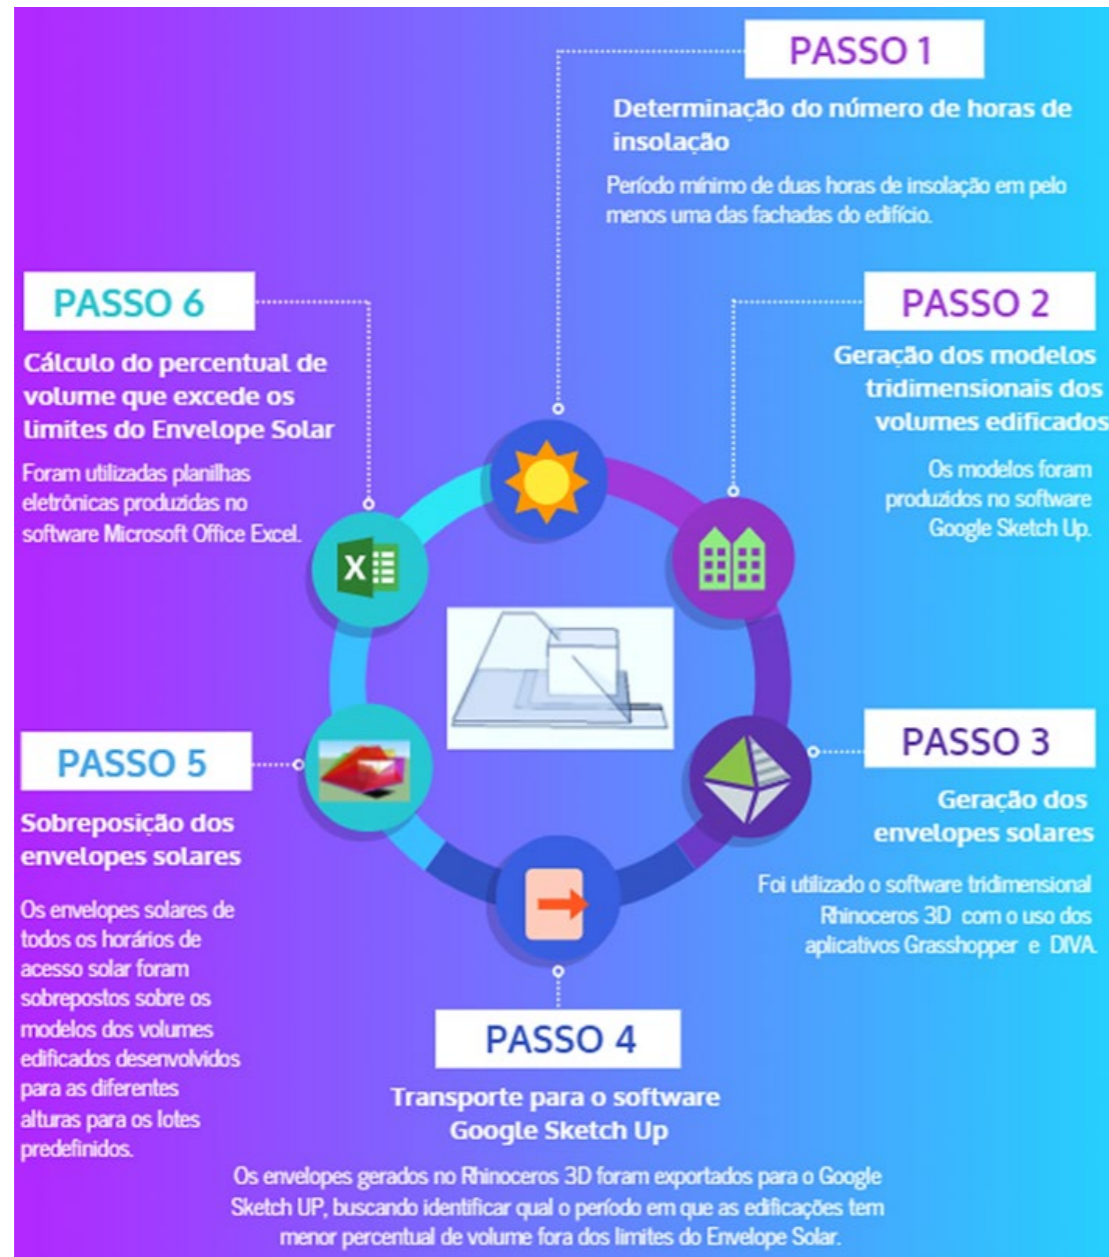 PASSO 1
Determinação do número de horas de
insolação
Período mínimo de duas horas de insolação em pelo
menos uma das fachadas do edifício.
PASSO 2
Geração dos modelos
tridimensionais dos
volumes edificados
Os modelos foram
produzidos no software
Google Sketch Up.
PASSO 3
Geração dos
envelopes solares
Foi utilizado o software tridimensional
Rhinoceros 3D com o uso dos
aplicativos Grasshopper e DIVA.
PASSO 4
Transporte para o software
Google Sketch Up
Os envelopes gerados no Rhinoceros 3D foram exportados para o Google
Sketch UP, buscando identificar qual o período em que as edificações tem
menor percentual de volume fora dos limites do Envelope Solar.
PASSO 5
Sobreposição dos
envelopes solares
Os envelopes solares de
todos os horários de
acesso solar foram
sobrepostos sobre os
modelos dos volumes
edificados desenvolvidos
para as diferentes
alturas para os lotes
predefinidos.
PASSO 6
Cálculo do percentual de
volume que excede os
limites do Envelope Solar
Foram utilizadas planilhas
eletrônicas produzidas no
software Microsoft Office Excel.
X